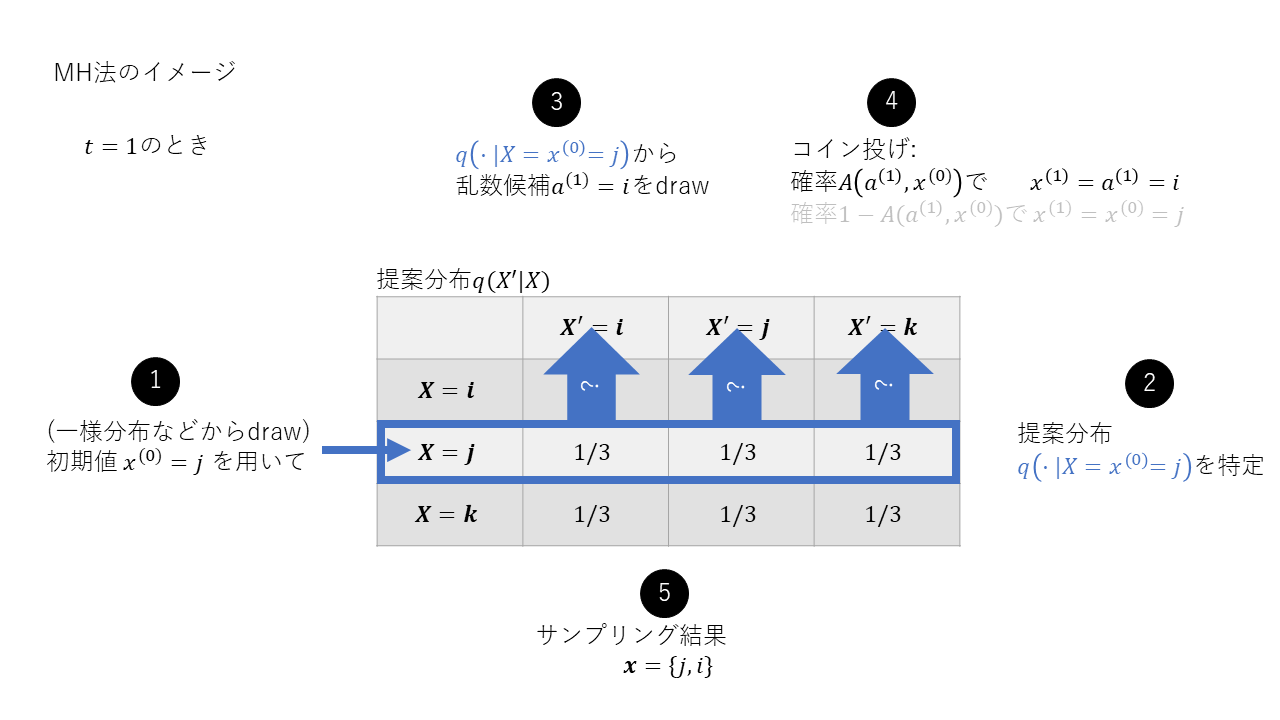 MH法のイメージ
t = 1のとき
3
q(· |X = x⁽⁰⁾= j)から
乱数候補a⁽¹⁾ = iをdraw
4
コイン投げ:
確率A(a⁽¹⁾, x⁽⁰⁾)で x⁽¹⁾ = a⁽¹⁾ = i
確率1 − A(a⁽¹⁾, x⁽⁰⁾)で x⁽¹⁾ = x⁽⁰⁾ = j
提案分布q(X′|X)
X′ = i X′ = j X′ = k
? ? ?
X = i
X = j 1/3 1/3 1/3
X = k 1/3 1/3 1/3
1
(一様分布などからdraw)
初期値 x⁽⁰⁾ = j を用いて
2
提案分布
q(· |X = x⁽⁰⁾= j)を特定
5
サンプリング結果
x = {j, i}